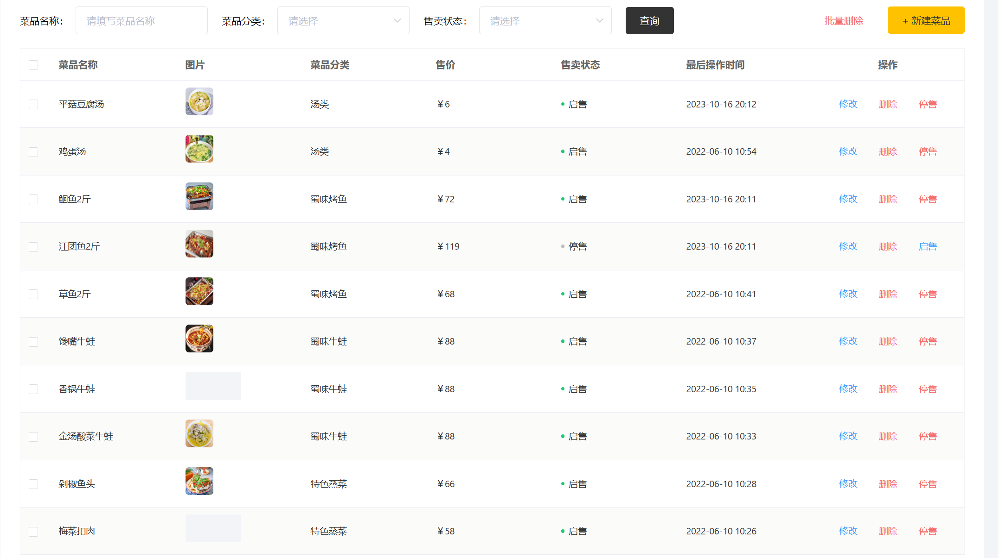 菜品名称： 请填写菜品名称 菜品分类： 请选择 售卖状态： 请选择 查询 批量删除 + 新建菜品
菜品名称 图片 菜品分类 售价 售卖状态 最后操作时间 操作
平菇豆腐汤 汤类 ￥6 启售 2023-10-16 20:12 修改 删除 停售
鸡蛋汤 汤类 ￥4 启售 2022-06-10 10:54 修改 删除 停售
鮰鱼2斤 蜀味烤鱼 ￥72 启售 2023-10-16 20:11 修改 删除 停售
江团鱼2斤 蜀味烤鱼 ￥119 停售 2023-10-16 20:11 修改 删除 启售
草鱼2斤 蜀味烤鱼 ￥68 启售 2022-06-10 10:41 修改 删除 停售
馋嘴牛蛙 蜀味牛蛙 ￥88 启售 2022-06-10 10:37 修改 删除 停售
香锅牛蛙 蜀味牛蛙 ￥88 启售 2022-06-10 10:35 修改 删除 停售
金汤酸菜牛蛙 蜀味牛蛙 ￥88 启售 2022-06-10 10:33 修改 删除 停售
剁椒鱼头 特色蒸菜 ￥66 启售 2022-06-10 10:28 修改 删除 停售
梅菜扣肉 特色蒸菜 ￥58 启售 2022-06-10 10:26 修改 删除 停售